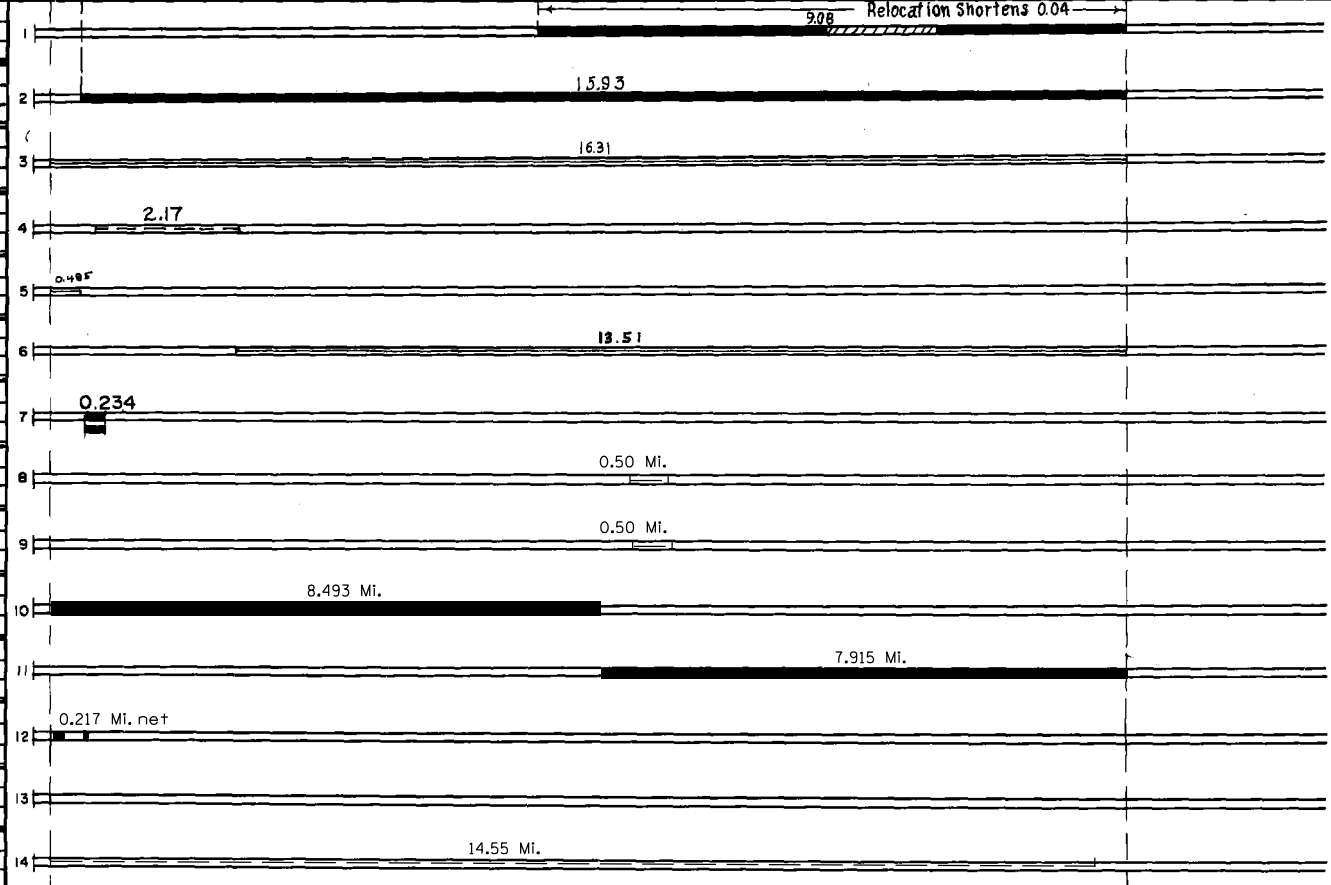 Relocation Shortens 0.04
1 9.08
2 15.93
3 16.31
4 2.17
5 0.485
6 13.51
7 0.234
8 0.50 Mi.
9 0.50 Mi.
10 8.493 Mi.
11 7.915 Mi.
12 0.217 Mi. net
13
14 14.55 Mi.